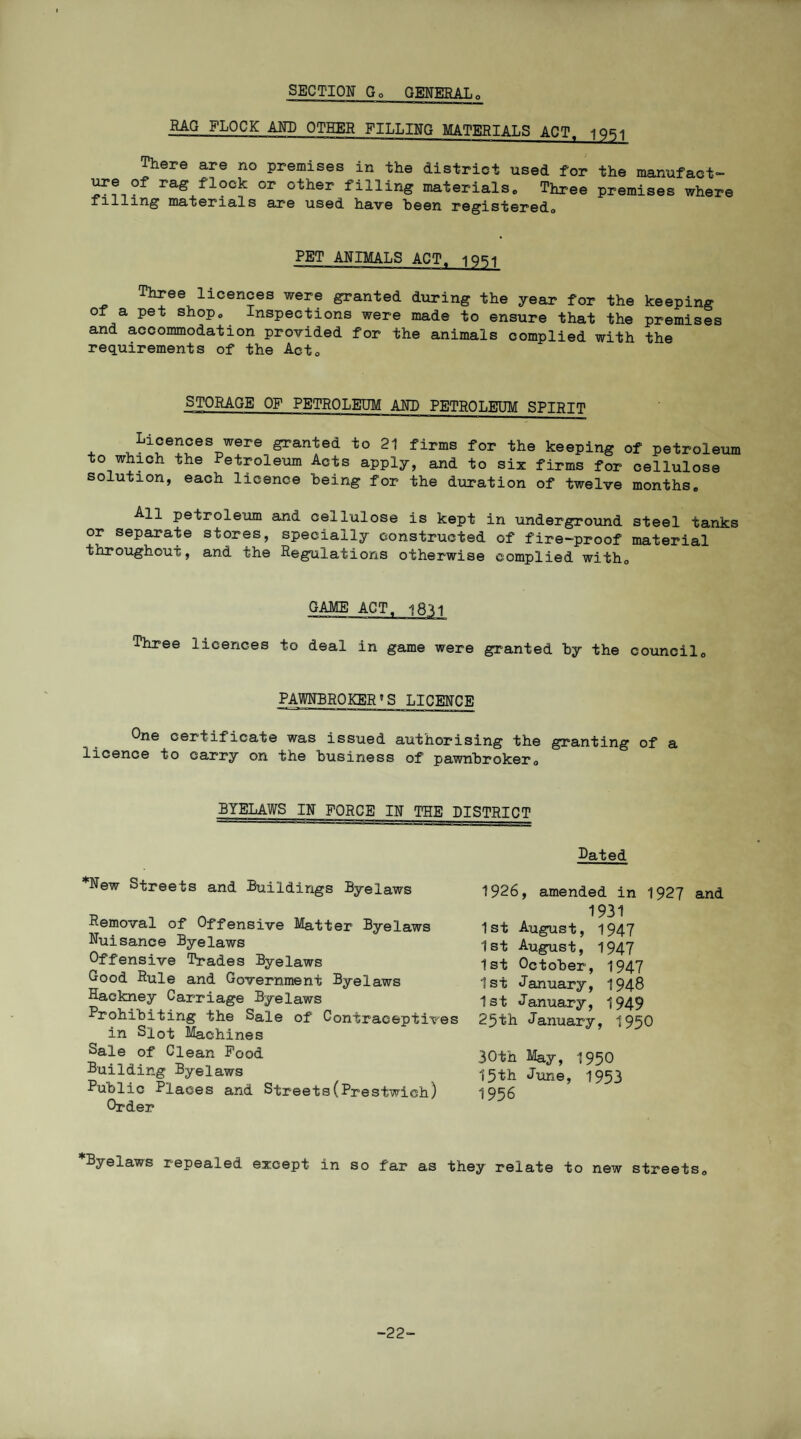 SECTION G. GENERAL.
RAG FLOCK AND OTHER FILLING MATERIALS ACT, 1951
There are no premises in the district used for the manufact-
ure of rag flock or other filling materials. Three premises where
filling materials are used have been registered.
PET ANIMALS ACT, 1951
Three licences were granted during the year for the keeping
of a pet shop. Inspections were made to ensure that the premises
and accommodation provided for the animals complied with the
requirements of the Act.
STORAGE OF PETROLEUM AND PETROLEUM SPIRIT
Licences were granted to 21 firms for the keeping of petroleum
to which the Petroleum Acts apply, and to six firms for cellulose
solution, each licence being for the duration of twelve months.
All petroleum and cellulose is kept in underground steel tanks
or separate stores, specially constructed of fire-proof material
throughout, and the Regulations otherwise complied with.
GAME ACT, 1831
Three licences to deal in game were granted by the council.
PAWNBROKER'S LICENCE
One certificate was issued authorising the granting of a
licence to carry on the business of pawnbroker.
BYELAWS IN FORCE IN THE DISTRICT
Dated
*New Streets and Buildings Byelaws 1926, amended in 1927 and
1931
Removal of Offensive Matter Byelaws 1st August, 1947
Nuisance Byelaws 1st August, 1947
Offensive Trades Byelaws 1st October, 1947
Good Rule and Government Byelaws 1st January, 1948
Hackney Carriage Byelaws 1st January, 1949
Prohibiting the Sale of Contraceptives 25th January, 1950
in Slot Machines
Sale of Clean Food 30th May, 1950
Building Byelaws 15th June, 1953
Public Places and Streets(Prestwich) 1956
Order
*Byelaws repealed except in so far as they relate to new streets.
-22-